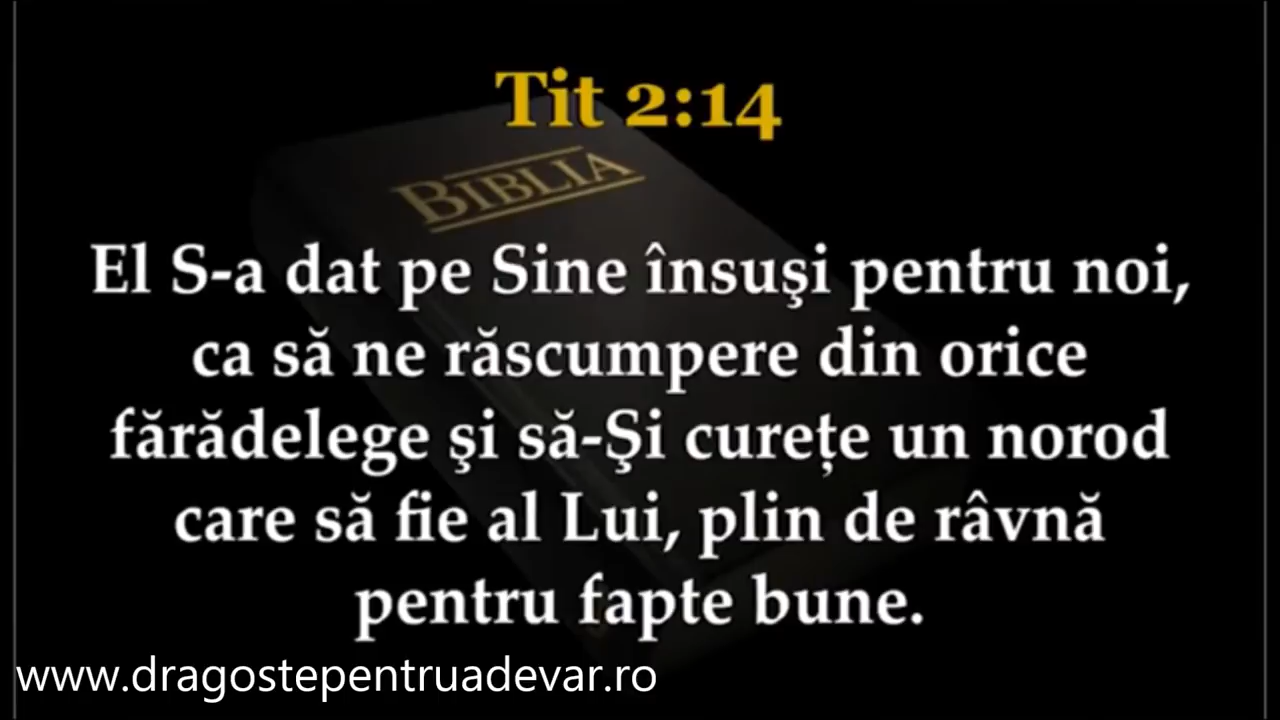 Tit 2:14
BIBLIA
El S-a dat pe Sine însuşi pentru noi,
ca să ne răscumpere din orice
fărădelege şi să-Şi cureţe un norod
care să fie al Lui, plin de râvnă
pentru fapte bune.
www.dragostepentruadevar.ro